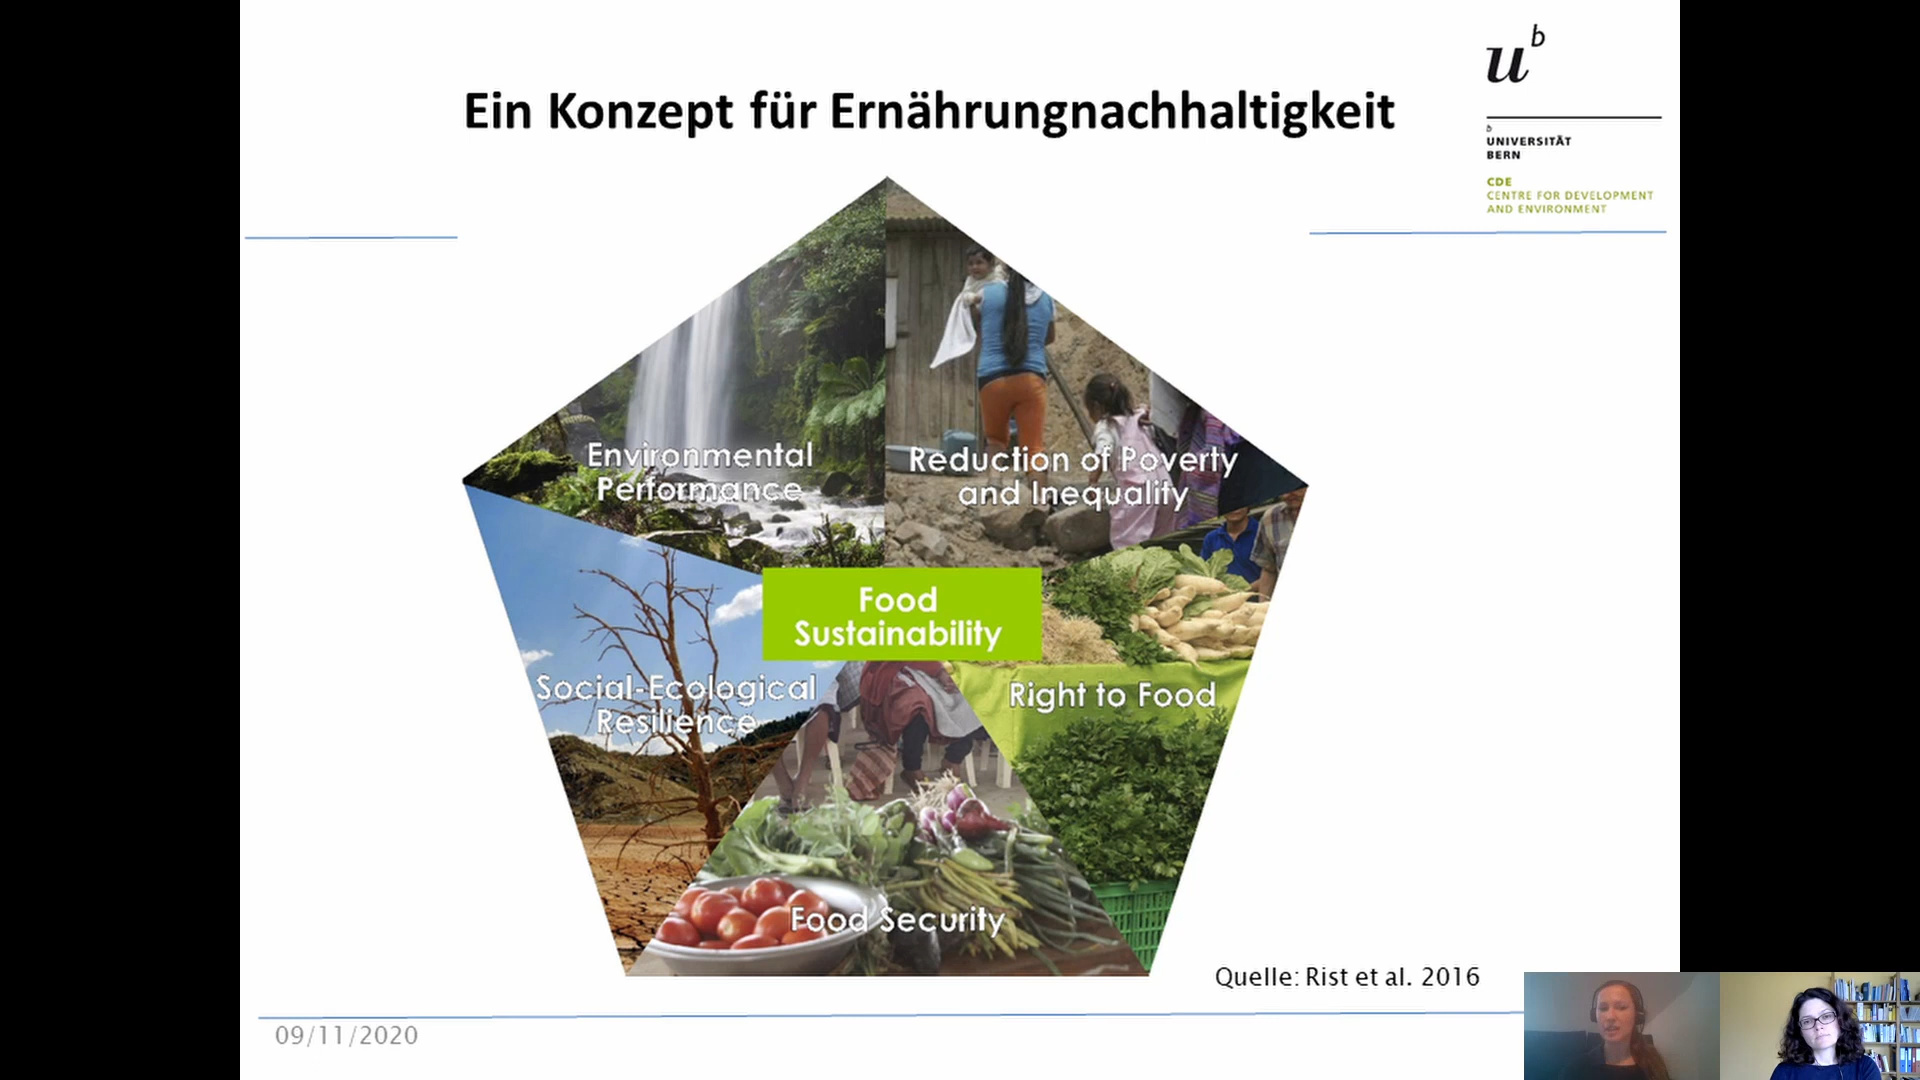 Ein Konzept für Ernährungnachhaltigkeit
u^b
b
UNIVERSITÄT
BERN
CDE
CENTRE FOR DEVELOPMENT
AND ENVIRONMENT
Environmental
Performance
Reduction of Poverty
and Inequality
Food
Sustainability
Social-Ecological
Resilience
Right to Food
Food Security
Quelle: Rist et al. 2016
09/11/2020